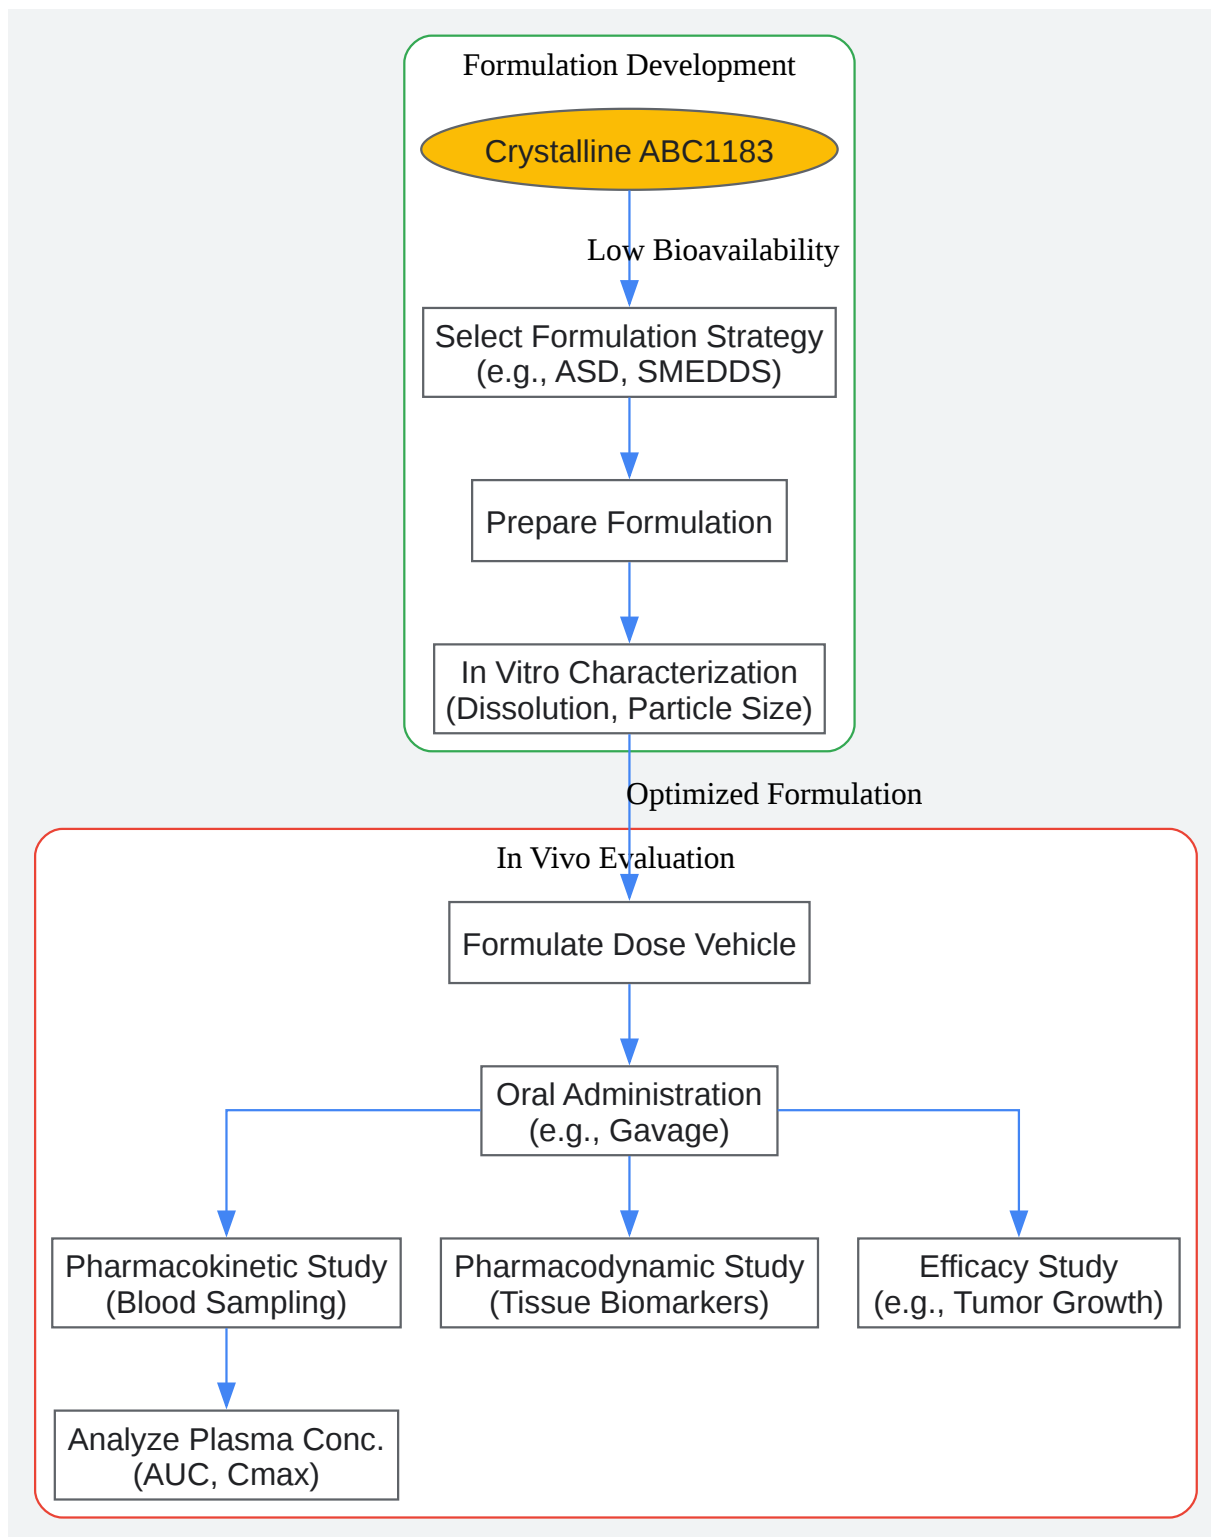 Formulation Development
Crystalline ABC1183
Low Bioavailability
Select Formulation Strategy
(e.g., ASD, SMEDDS)
Prepare Formulation
In Vitro Characterization
(Dissolution, Particle Size)
Optimized Formulation
In Vivo Evaluation
Formulate Dose Vehicle
Oral Administration
(e.g., Gavage)
Pharmacokinetic Study
(Blood Sampling)
Pharmacodynamic Study
(Tissue Biomarkers)
Efficacy Study
(e.g., Tumor Growth)
Analyze Plasma Conc.
(AUC, Cmax)